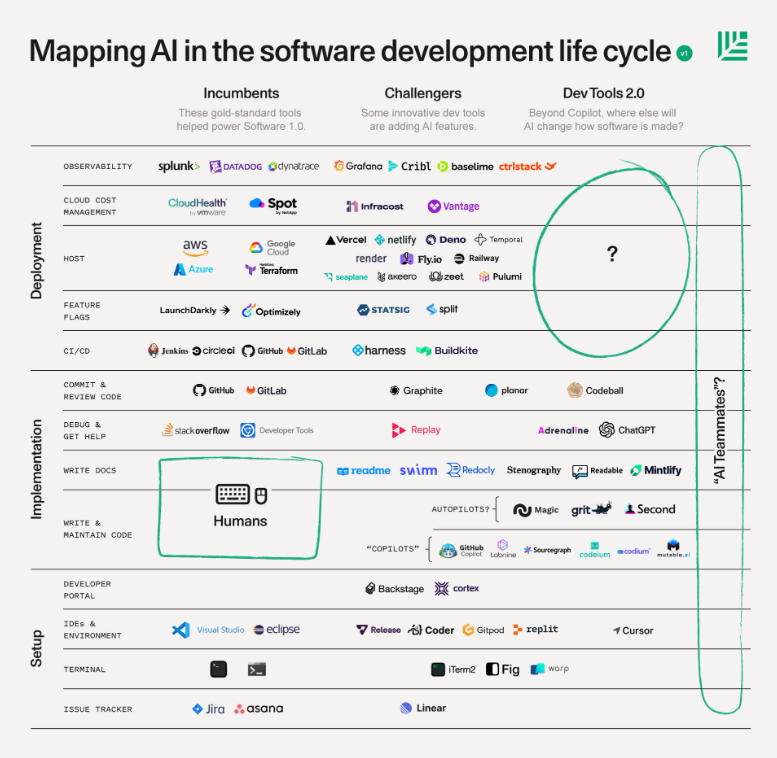 Mapping AI in the software development life cycle v1
Incumbents
These gold-standard tools
helped power Software 1.0.
Challengers
Some innovative dev tools
are adding AI features.
Dev Tools 2.0
Beyond Copilot, where else will
AI change how software is made?
Deployment
OBSERVABILITY
splunk> DATADOG dynatrace
Grafana Cribl baselime ctrlstack
CLOUD COST
MANAGEMENT
CloudHealth
by vmware
Spot
by NetApp
Infracost Vantage
HOST
aws
Google
Cloud
Azure
HashiCorp
Terraform
Vercel netlify Deno Temporal
render Fly.io Railway
seaplane akeero zeet Pulumi
?
FEATURE
FLAGS
LaunchDarkly Optimizely
STATSIG split
CI/CD
Jenkins circleci GitHub GitLab
harness Buildkite
Implementation
COMMIT &
REVIEW CODE
GitHub GitLab
Graphite planar Codeball
DEBUG &
GET HELP
stackoverflow Developer Tools
Replay
Adrenaline ChatGPT
WRITE DOCS
readme swimm Redocly Stenography Readable Mintlify
WRITE &
MAINTAIN CODE
Humans
AUTOPILOTS?
Magic grit Second
“COPILOTS”
GitHub
Copilot
tabnine
Sourcegraph
codeium
codium
mutable.ai
“AI Teammates”?
Setup
DEVELOPER
PORTAL
Backstage cortex
IDEs &
ENVIRONMENT
Visual Studio eclipse
Release Coder Gitpod replit
Cursor
TERMINAL
iTerm2 Fig warp
ISSUE TRACKER
Jira asana
Linear